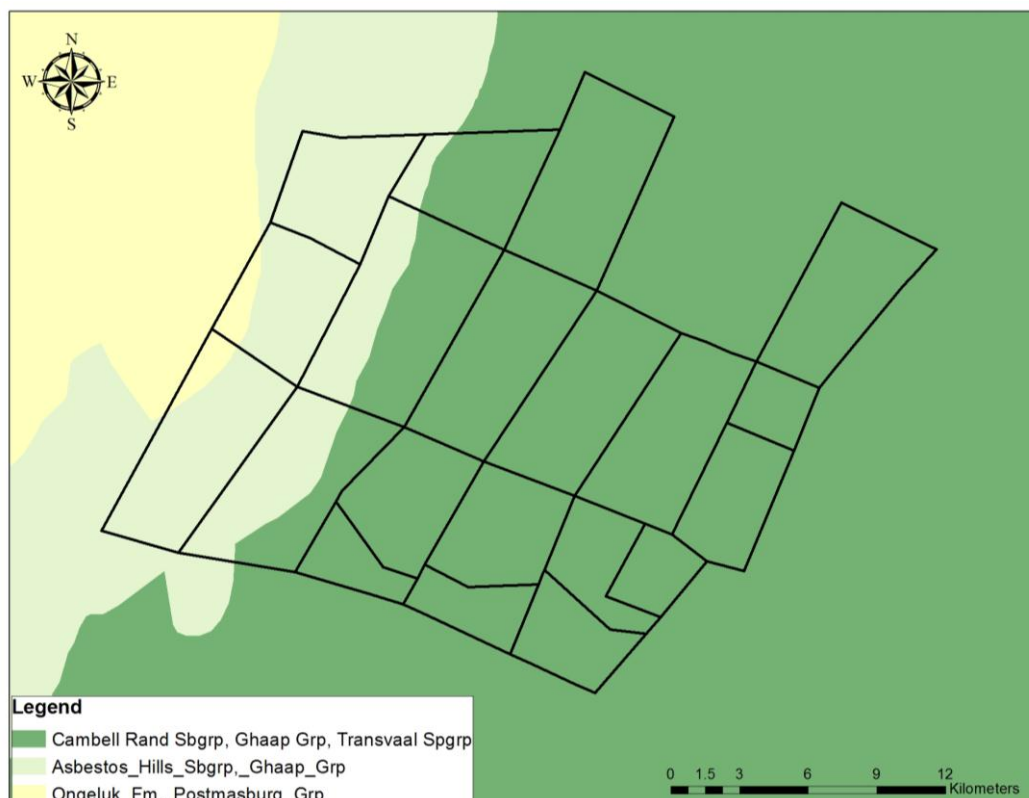 N
W E
S
Legend
Cambell Rand Sbgrp, Ghaap Grp, Transvaal Spgrp
Asbestos_Hills_Sbgrp,_Ghaap_Grp
Ongeluk_Fm,_Postmasburg_Grp
0 1.5 3 6 9 12
Kilometers